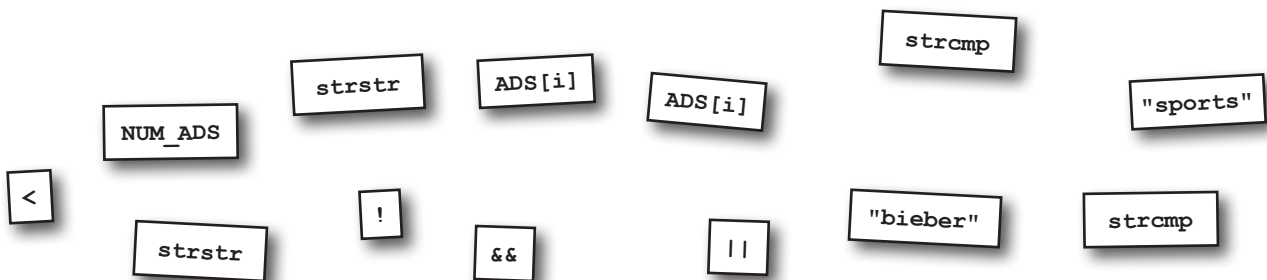 strcmp
strstr
ADS[i]
ADS[i]
"sports"
NUM_ADS
<
!
"bieber"
strcmp
strstr
&&
||